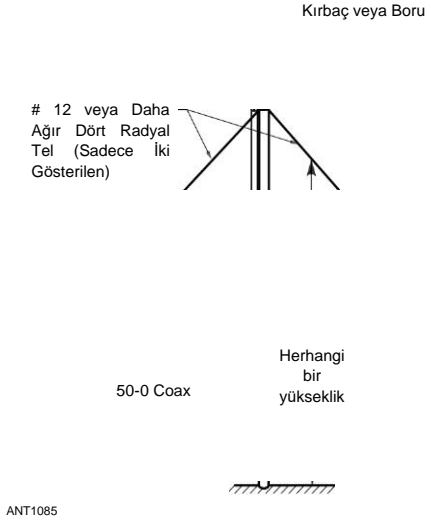 Kırbaç veya Boru
# 12 veya Daha
Ağır Dört Radyal
Tel (Sadece İki
Gösterilen)
Herhangi
bir
yükseklik
50-0 Coax
ANT1085